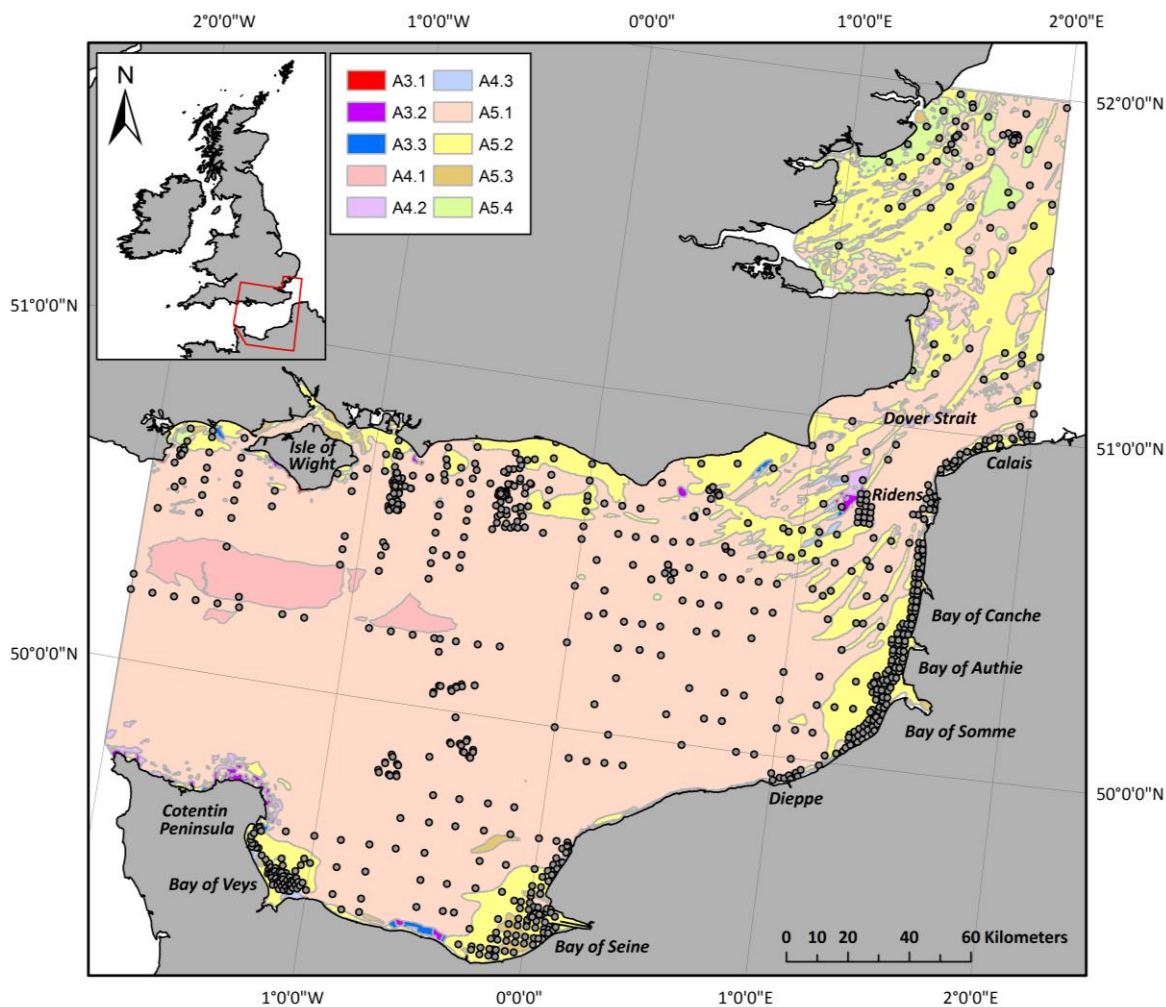 2°0'0"W 1°0'0"W 0°0'0" 1°0'0"E 2°0'0"E
N
A3.1 A4.3
A3.2 A5.1
A3.3 A5.2
A4.1 A5.3
A4.2 A5.4
52°0'0"N
51°0'0"N
Dover Strait
Isle of
Wight
51°0'0"N
Calais
Ridens
Bay of Canche
50°0'0"N
Bay of Authie
Bay of Somme
50°0'0"N
Dieppe
Cotentin
Peninsula
Bay of Veys
Bay of Seine
0 10 20 40 60 Kilometers
1°0'0"W 0°0'0" 1°0'0"E